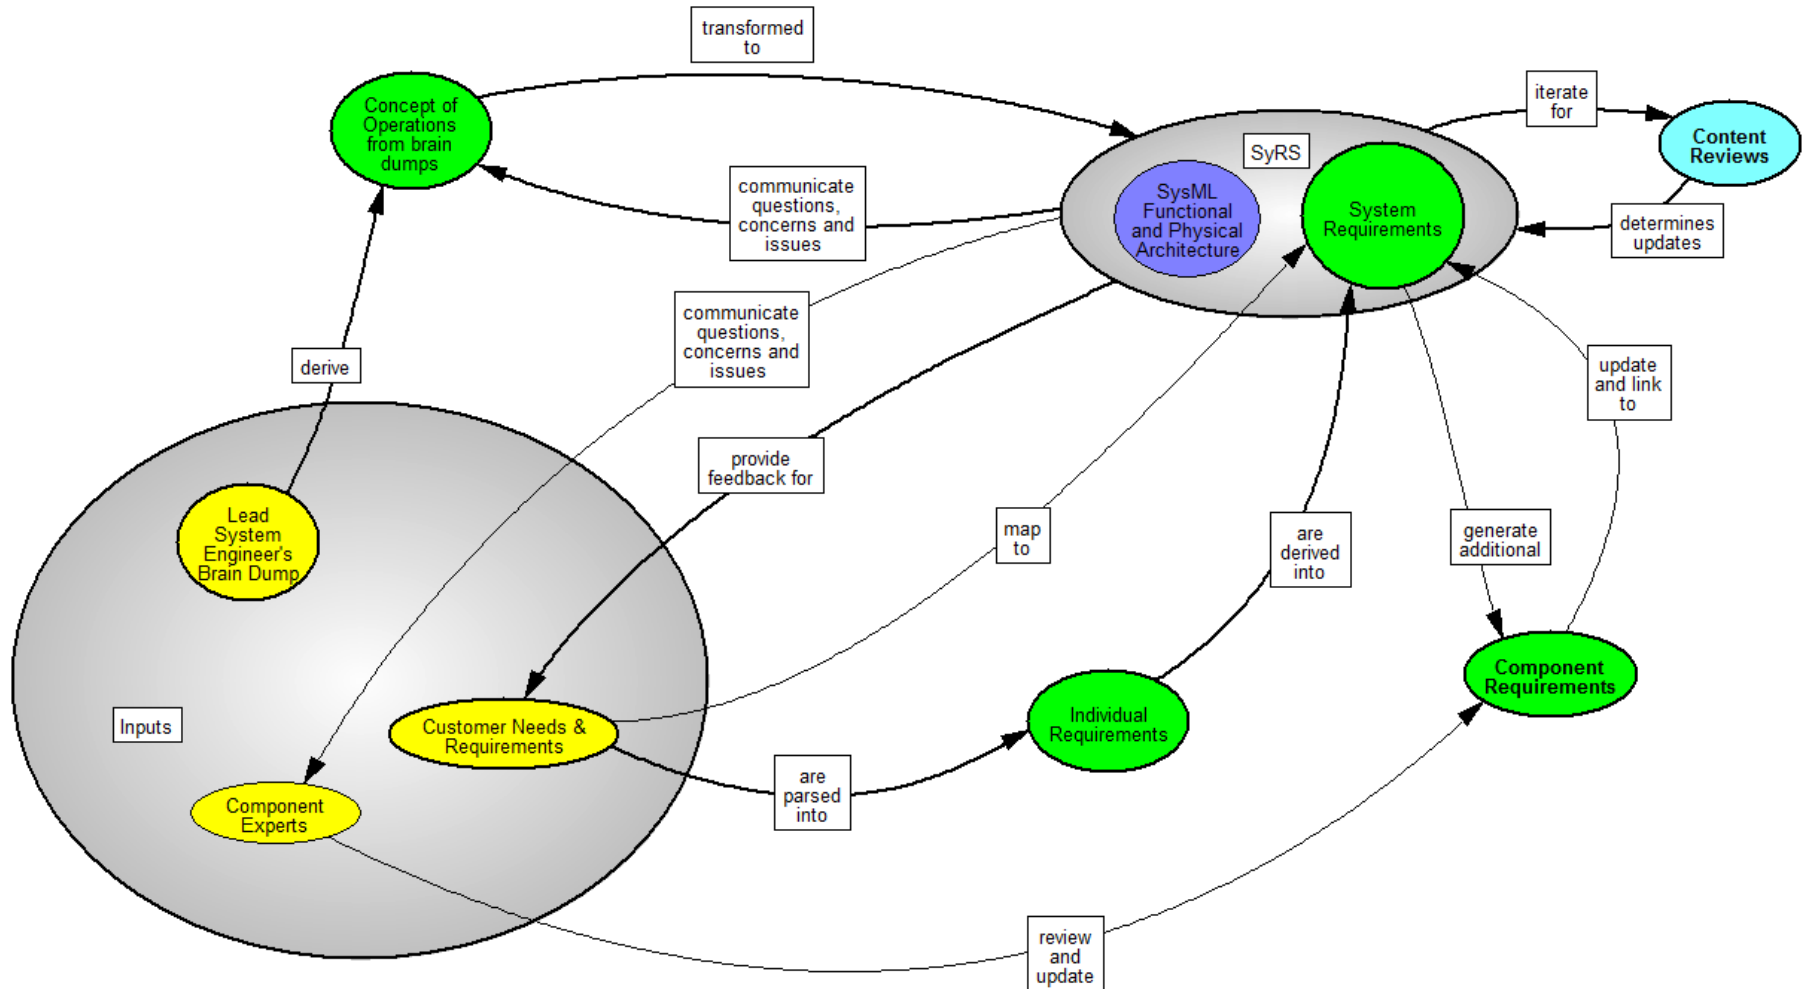 transformed
to
Concept of
Operations
from brain
dumps
iterate
for
Content
Reviews
SyRS
SysML
Functional
and Physical
Architecture
System
Requirements
determines
updates
communicate
questions,
concerns and
issues
communicate
questions,
concerns and
issues
derive
update
and link
to
provide
feedback for
Lead
System
Engineer's
Brain Dump
map
to
are
derived
into
generate
additional
Component
Requirements
Inputs
Customer Needs &
Requirements
Individual
Requirements
Component
Experts
are
parsed
into
review
and
update